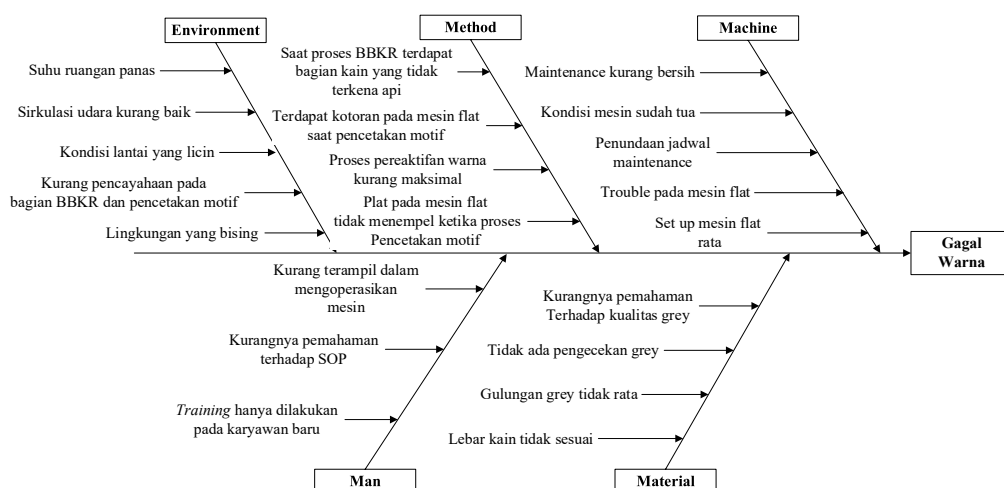 Environment
Suhu ruangan panas
Sirkulasi udara kurang baik
Kondisi lantai yang licin
Kurang pencayahaan pada
bagian BBKR dan pencetakan motif
Lingkungan yang bising
Method
Saat proses BBKR terdapat
bagian kain yang tidak
terkena api
Terdapat kotoran pada mesin flat
saat pencetakan motif
Proses pereaktifan warna
kurang maksimal
Plat pada mesin flat
tidak menempel ketika proses
Pencetakan motif
Machine
Maintenance kurang bersih
Kondisi mesin sudah tua
Penundaan jadwal
maintenance
Trouble pada mesin flat
Set up mesin flat
rata
Gagal
Warna
Kurang terampil dalam
mengoperasikan
mesin
Kurangnya pemahaman
terhadap SOP
Training hanya dilakukan
pada karyawan baru
Man
Kurangnya pemahaman
Terhadap kualitas grey
Tidak ada pengecekan grey
Gulungan grey tidak rata
Lebar kain tidak sesuai
Material